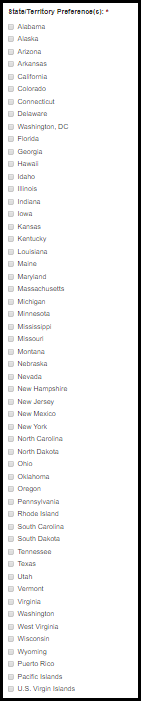 State/Territory Preference(s): *
Alabama
Alaska
Arizona
Arkansas
California
Colorado
Connecticut
Delaware
Washington, DC
Florida
Georgia
Hawaii
Idaho
Illinois
Indiana
Iowa
Kansas
Kentucky
Louisiana
Maine
Maryland
Massachusetts
Michigan
Minnesota
Mississippi
Missouri
Montana
Nebraska
Nevada
New Hampshire
New Jersey
New Mexico
New York
North Carolina
North Dakota
Ohio
Oklahoma
Oregon
Pennsylvania
Rhode Island
South Carolina
South Dakota
Tennessee
Texas
Utah
Vermont
Virginia
Washington
West Virginia
Wisconsin
Wyoming
Puerto Rico
Pacific Islands
U.S. Virgin Islands